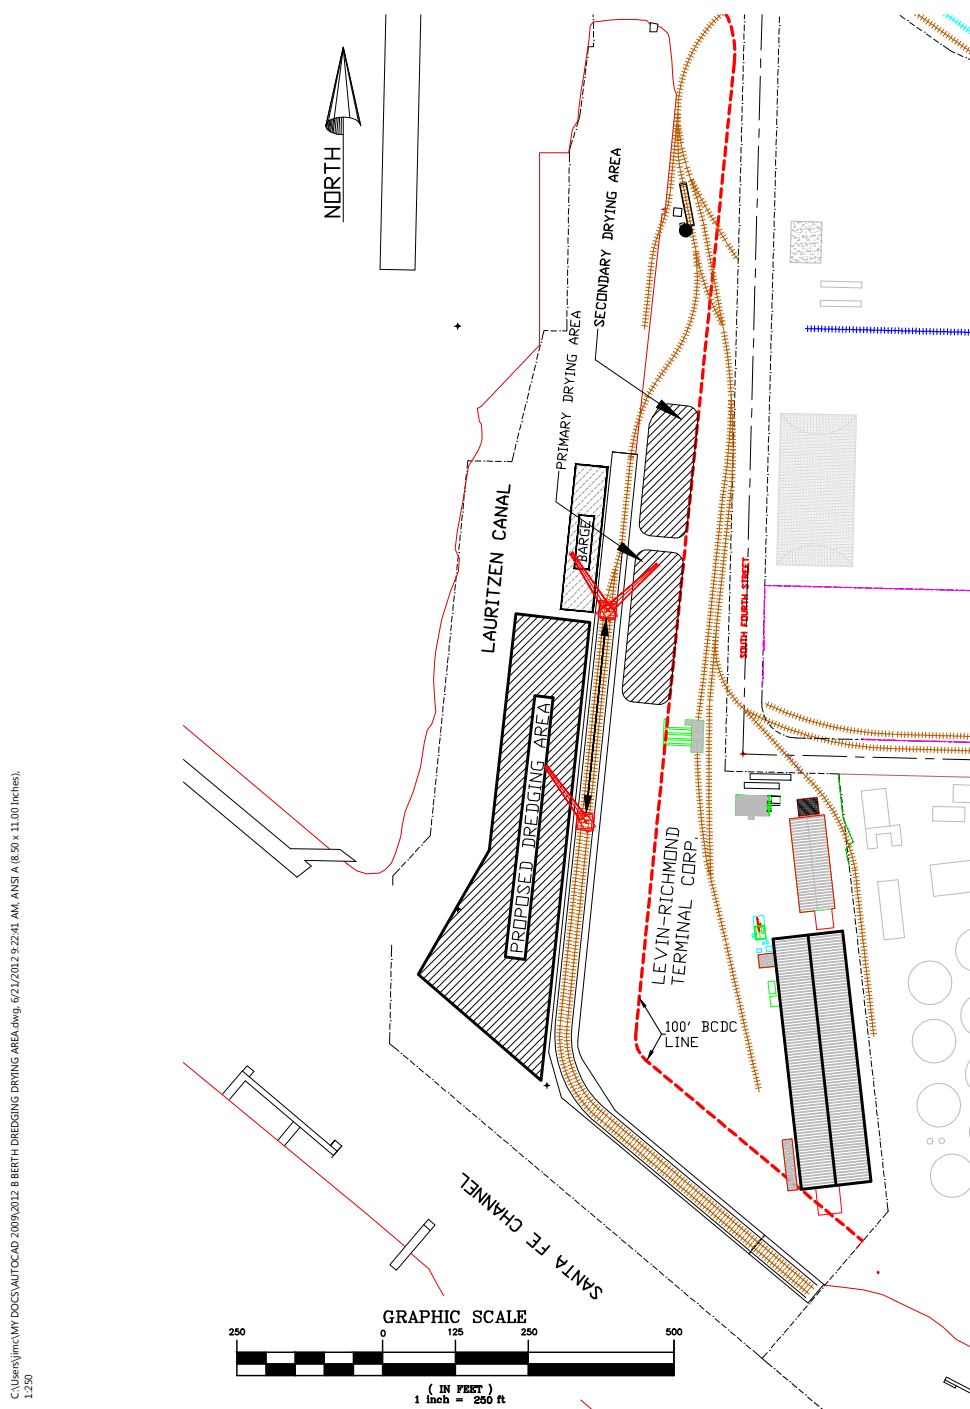 NORTH
SECONDARY DRYING AREA
PRIMARY DRYING AREA
LAURITZEN CANAL
BARGE
SOUTH FOURTH STREET
PROPOSED DREDGING AREA
LEVIN-RICHMOND
TERMINAL CORP.
100' BCDC
LINE
SANTA FE CHANNEL
GRAPHIC SCALE
250 0 125 250 500
( IN FEET )
1 inch = 250 ft
C:\Users\jimc\MY DOCS\AUTOCAD 2009\2012 B BERTH DREDGING DRYING AREA.dwg, 6/21/2012 9:22:41 AM, ANSI A (8.50 x 11.00 Inches),
1:250